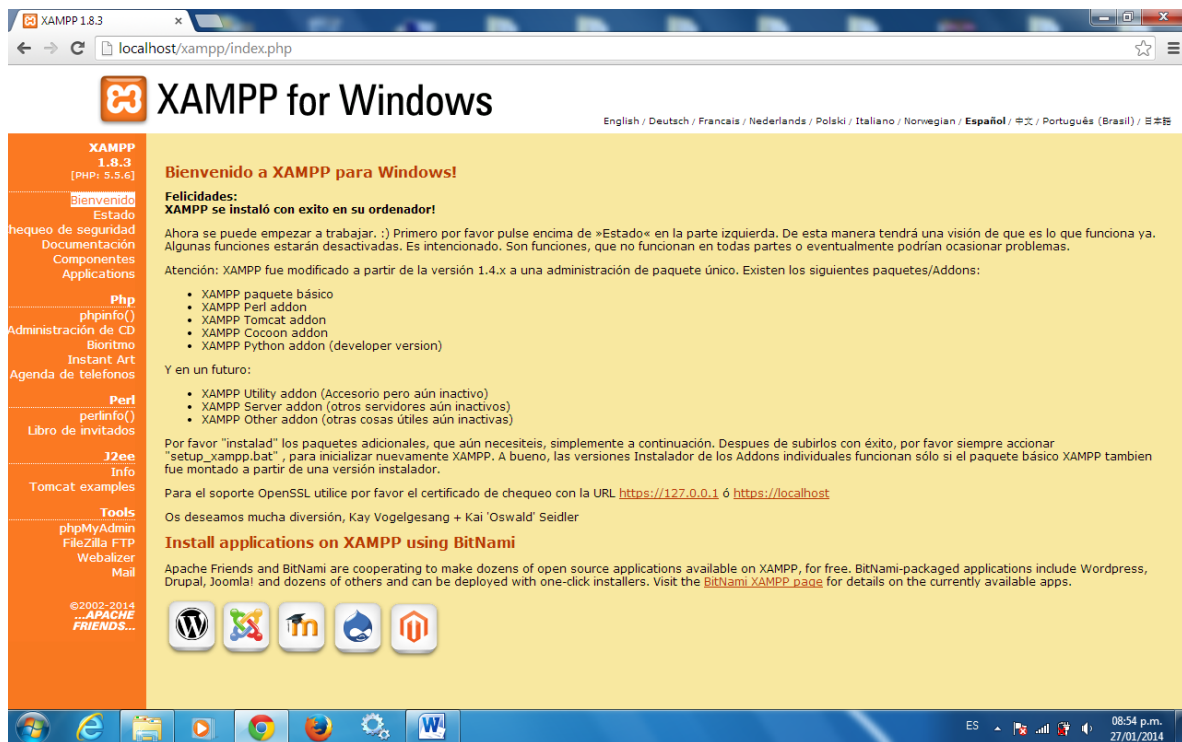 XAMPP 1.8.3
localhost/xampp/index.php
XAMPP for Windows
English / Deutsch / Francais / Nederlands / Polski / Italiano / Norwegian / Español / 中文 / Português (Brasil) / 日本語
XAMPP
1.8.3
[PHP: 5.5.6]
Bienvenido
Estado
hequeo de seguridad
Documentación
Componentes
Applications
Php
phpinfo()
Administración de CD
Bioritmo
Instant Art
Agenda de telefonos
Perl
perlinfo()
Libro de invitados
J2ee
Info
Tomcat examples
Tools
phpMyAdmin
FileZilla FTP
Webalizer
Mail
©2002-2014
...APACHE
FRIENDS...
Bienvenido a XAMPP para Windows!
Felicidades:
XAMPP se instaló con exito en su ordenador!
Ahora se puede empezar a trabajar. :) Primero por favor pulse encima de »Estado« en la parte izquierda. De esta manera tendrá una visión de que es lo que funciona ya.
Algunas funciones estarán desactivadas. Es intencionado. Son funciones, que no funcionan en todas partes o eventualmente podrían ocasionar problemas.
Atención: XAMPP fue modificado a partir de la versión 1.4.x a una administración de paquete único. Existen los siguientes paquetes/Addons:
• XAMPP paquete básico
• XAMPP Perl addon
• XAMPP Tomcat addon
• XAMPP Cocoon addon
• XAMPP Python addon (developer version)
Y en un futuro:
• XAMPP Utility addon (Accesorio pero aún inactivo)
• XAMPP Server addon (otros servidores aún inactivos)
• XAMPP Other addon (otras cosas útiles aún inactivas)
Por favor "instalad" los paquetes adicionales, que aún necesiteis, simplemente a continuación. Despues de subirlos con éxito, por favor siempre accionar
"setup_xampp.bat" , para inicializar nuevamente XAMPP. A bueno, las versiones Instalador de los Addons individuales funcionan sólo si el paquete básico XAMPP tambien
fue montado a partir de una versión instalador.
Para el soporte OpenSSL utilice por favor el certificado de chequeo con la URL https://127.0.0.1 ó https://localhost
Os deseamos mucha diversión, Kay Vogelgesang + Kai 'Oswald' Seidler
Install applications on XAMPP using BitNami
Apache Friends and BitNami are cooperating to make dozens of open source applications available on XAMPP, for free. BitNami-packaged applications include Wordpress,
Drupal, Joomla! and dozens of others and can be deployed with one-click installers. Visit the BitNami XAMPP page for details on the currently available apps.
ES
08:54 p.m.
27/01/2014